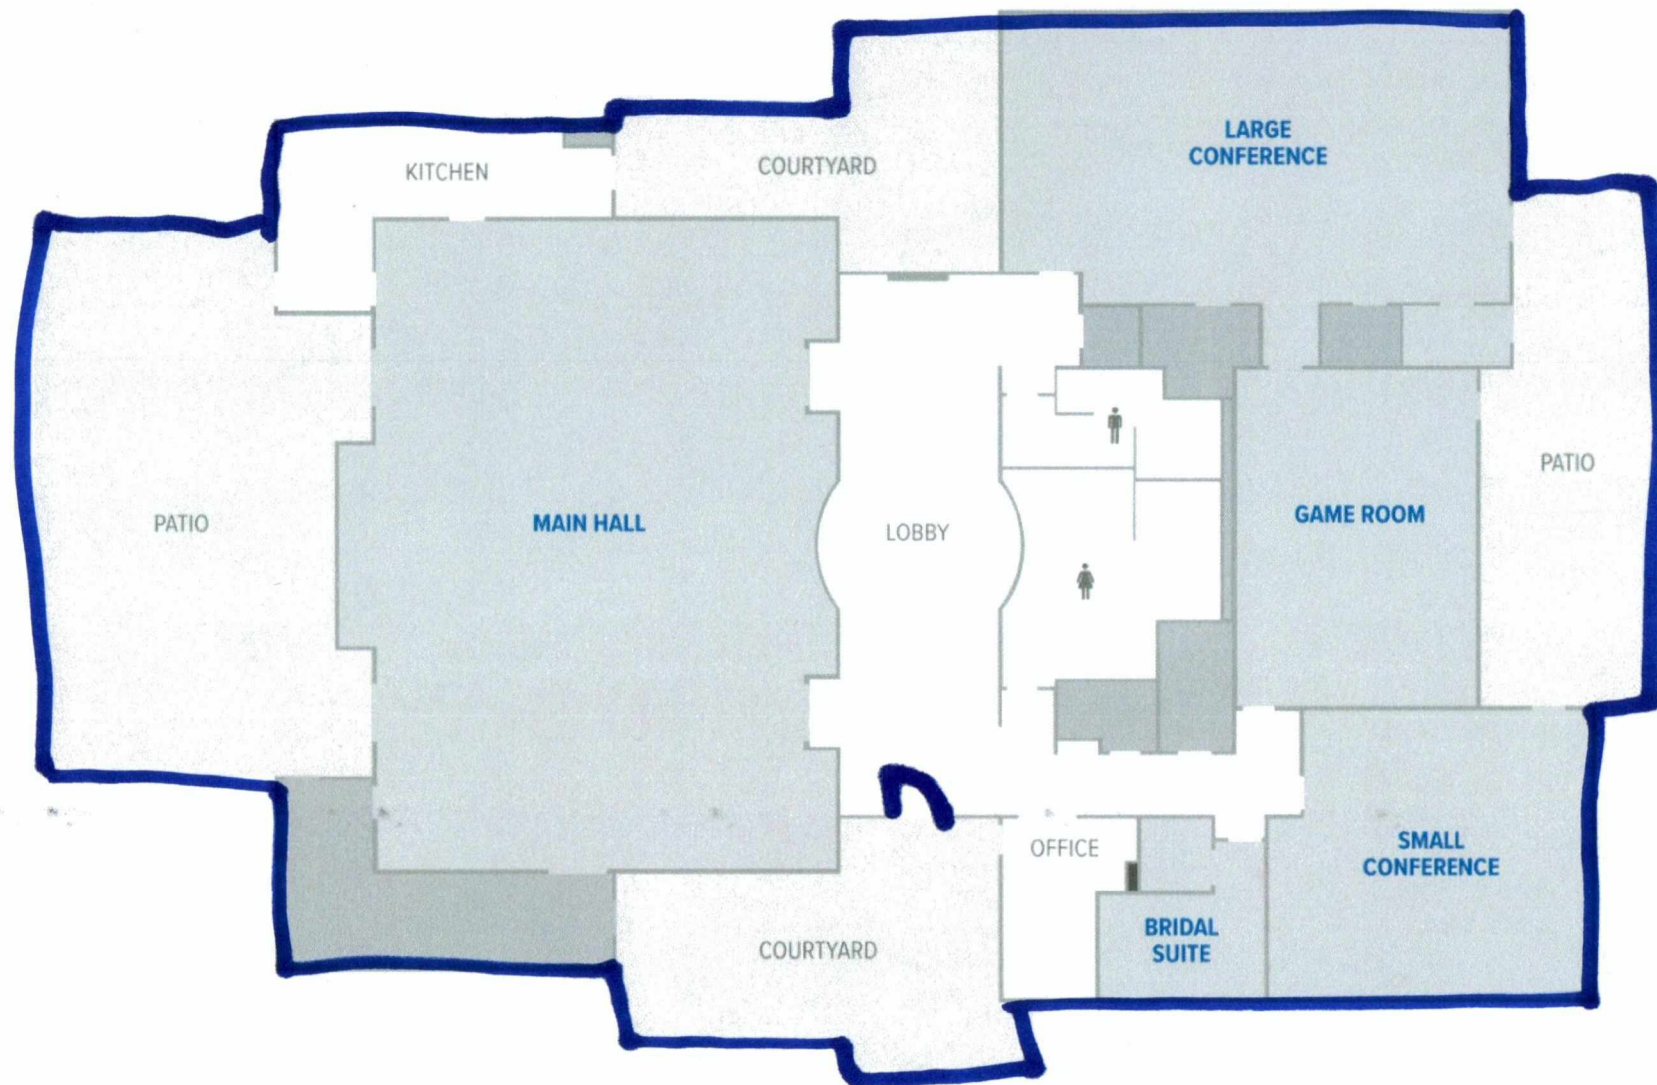 LARGE
CONFERENCE
KITCHEN
COURTYARD
PATIO
MAIN HALL
LOBBY
GAME ROOM
PATIO
OFFICE
SMALL
CONFERENCE
BRIDAL
SUITE
COURTYARD